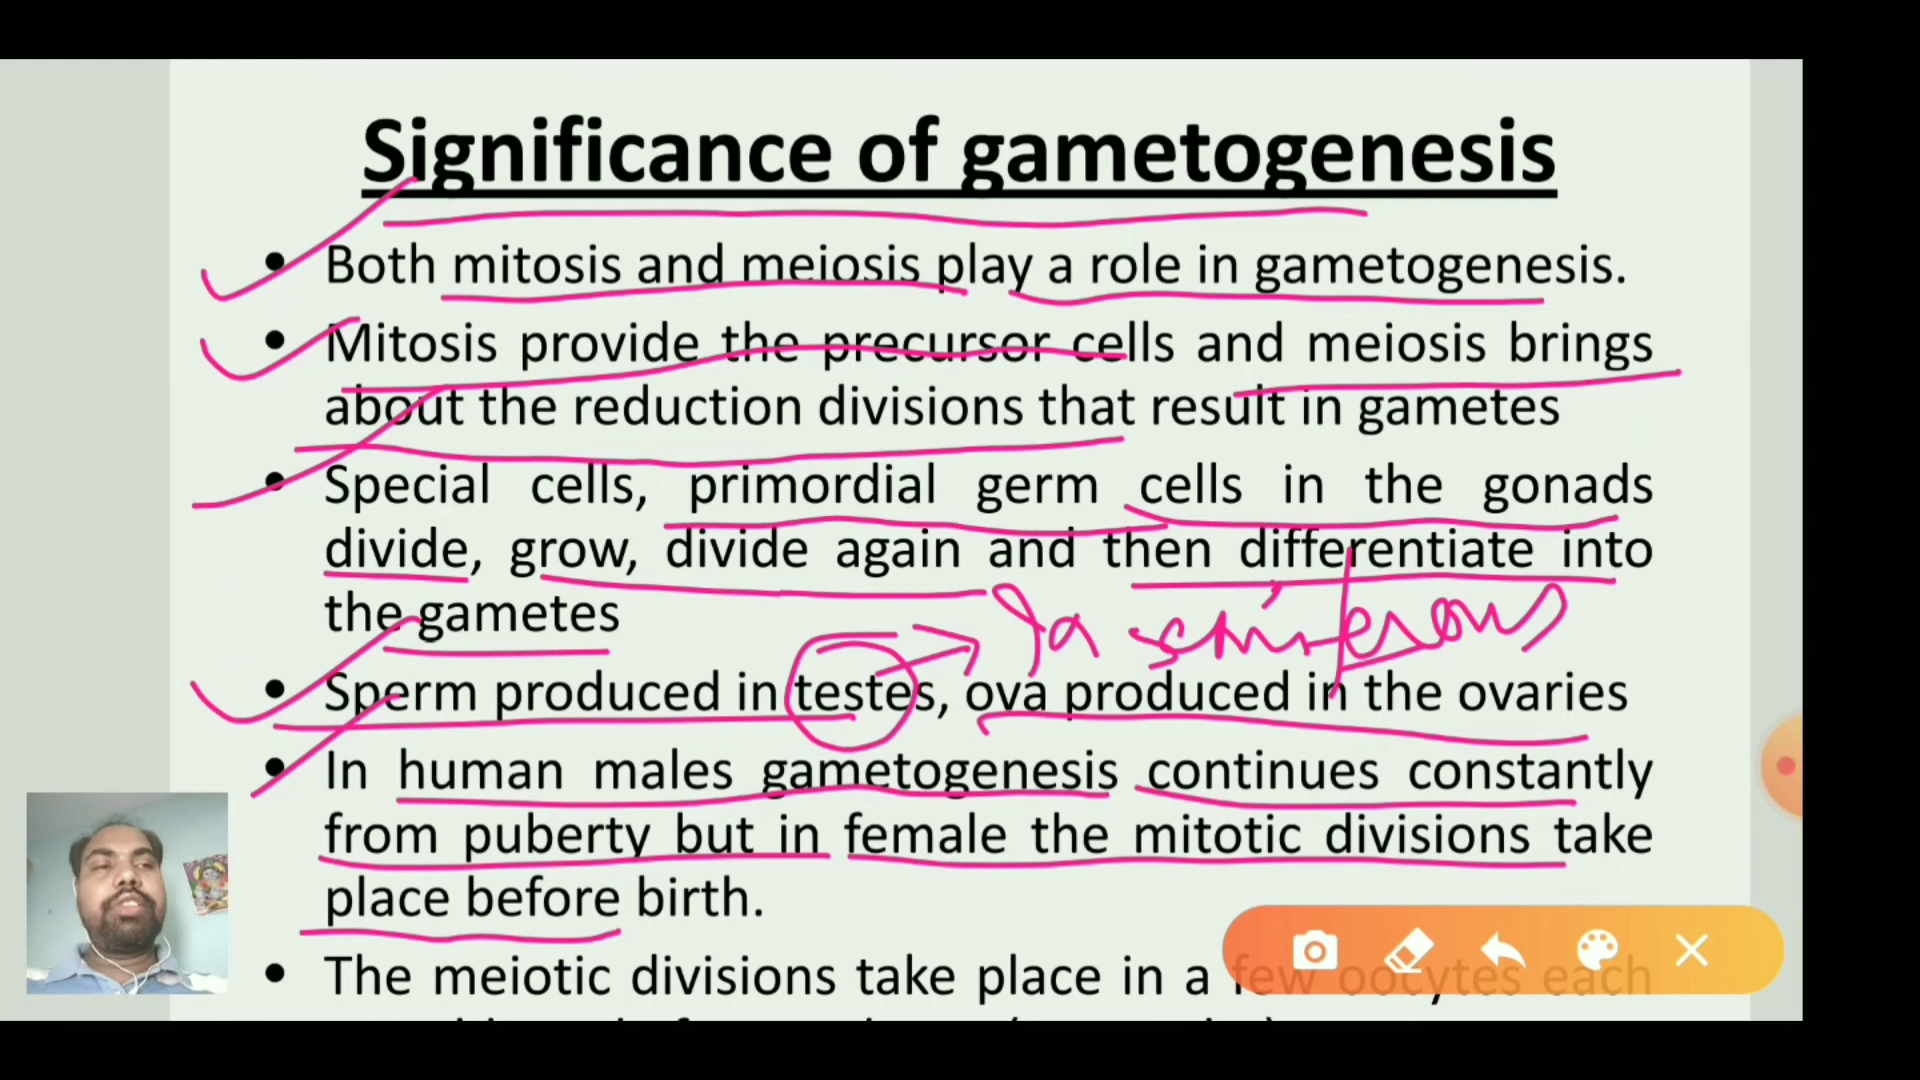 Significance of gametogenesis
• Both mitosis and meiosis play a role in gametogenesis.
• Mitosis provide the precursor cells and meiosis brings
about the reduction divisions that result in gametes
• Special cells, primordial germ cells in the gonads
divide, grow, divide again and then differentiate into
the gametes
• Sperm produced in testes, ova produced in the ovaries
• In human males gametogenesis continues constantly
from puberty but in female the mitotic divisions take
place before birth.
• The meiotic divisions take place in a few oocytes each